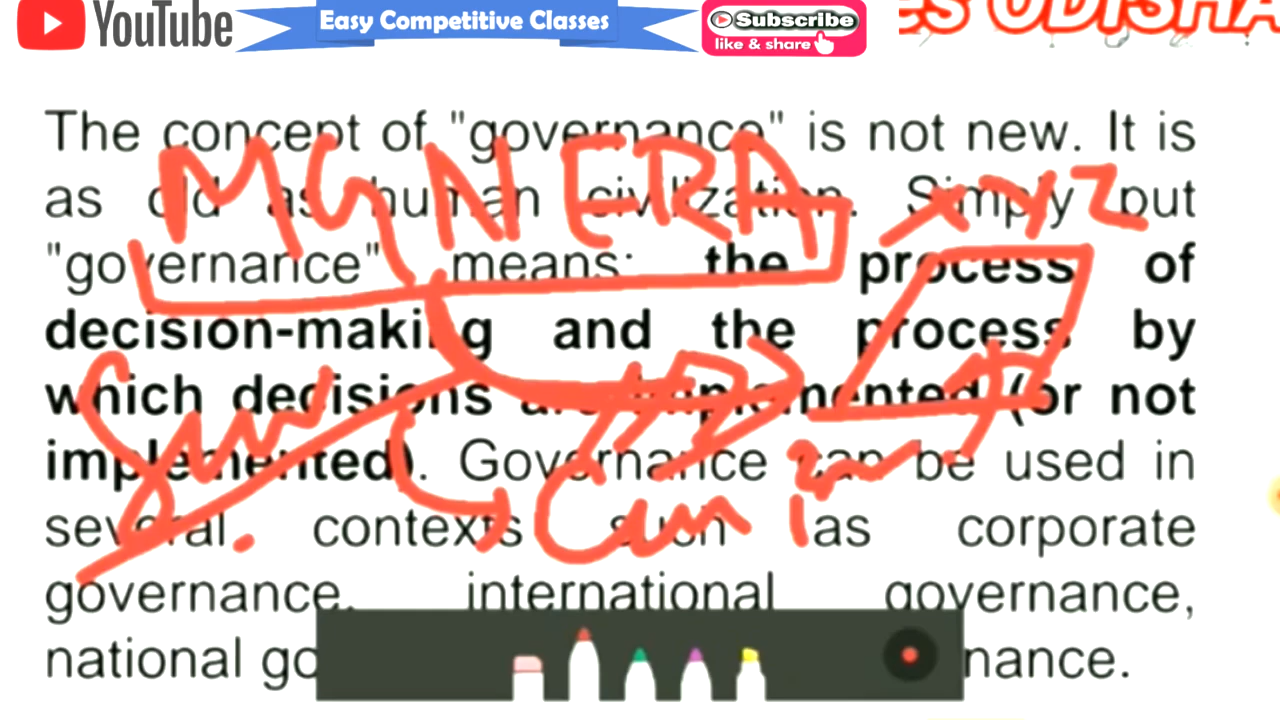 YouTube Easy Competitive Classes Subscribe es ODISHA
like & share
The concept of "governance" is not new. It is
as old as human civilization. Simply put
"governance" means: the process of
decision-making and the process by
which decisions are implemented (or not
implemented). Governance can be used in
several contexts such as corporate
governance, international governance,
national go nance.
MGNERA
XYZ